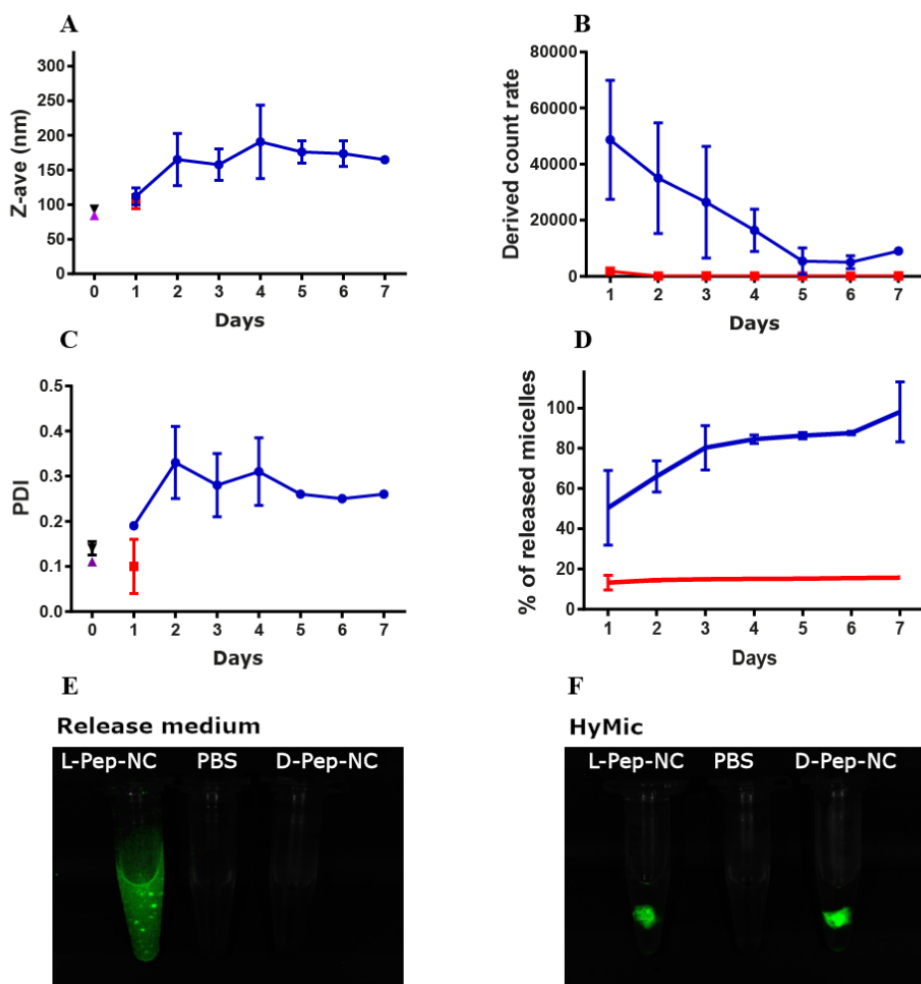 A
Z-ave (nm)
300
250
200
150
100
50
0
0 1 2 3 4 5 6 7
Days
B
Derived count rate
80000
60000
40000
20000
0
1 2 3 4 5 6 7
Days
C
PDI
0.5
0.4
0.3
0.2
0.1
0.0
0 1 2 3 4 5 6 7
Days
D
% of released micelles
100
80
60
40
20
0
1 2 3 4 5 6 7
Days
E
Release medium
L-Pep-NC PBS D-Pep-NC
F
HyMic
L-Pep-NC PBS D-Pep-NC